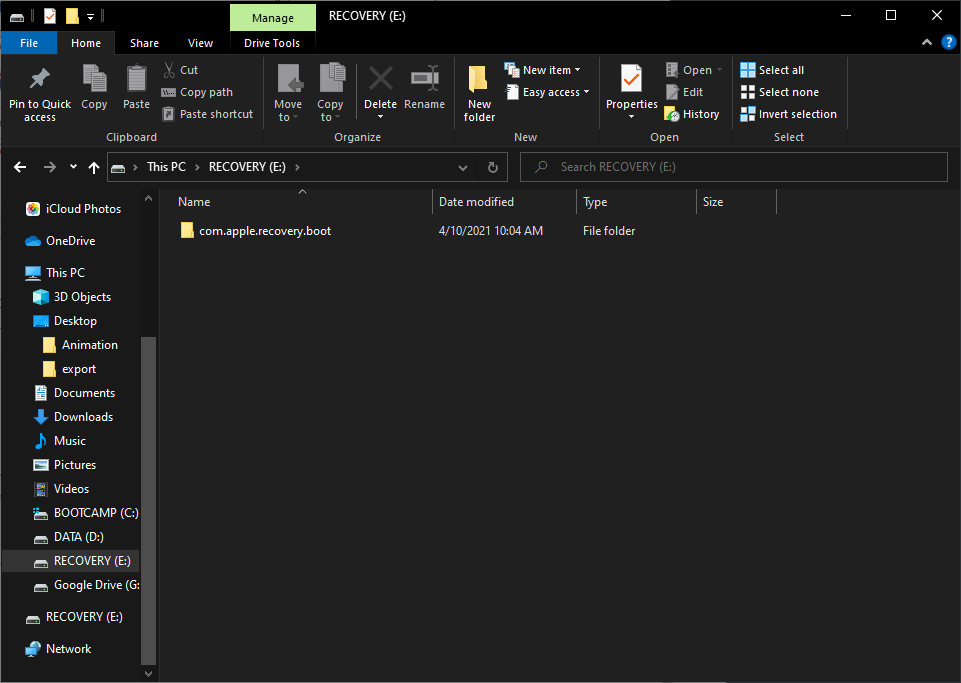 Manage
RECOVERY (E:)
File
Home
Share
View
Drive Tools
Pin to Quick
access
Copy
Paste
Cut
Copy path
Paste shortcut
Clipboard
Move
to
Copy
to
Delete
Rename
Organize
New
folder
New item
Easy access
New
Properties
Open
Edit
History
Open
Select all
Select none
Invert selection
Select
This PC
RECOVERY (E:)
Search RECOVERY (E:)
iCloud Photos
OneDrive
This PC
3D Objects
Desktop
Animation
export
Documents
Downloads
Music
Pictures
Videos
BOOTCAMP (C:)
DATA (D:)
RECOVERY (E:)
Google Drive (G:
RECOVERY (E:)
Network
Name
Date modified
Type
Size
com.apple.recovery.boot
4/10/2021 10:04 AM
File folder